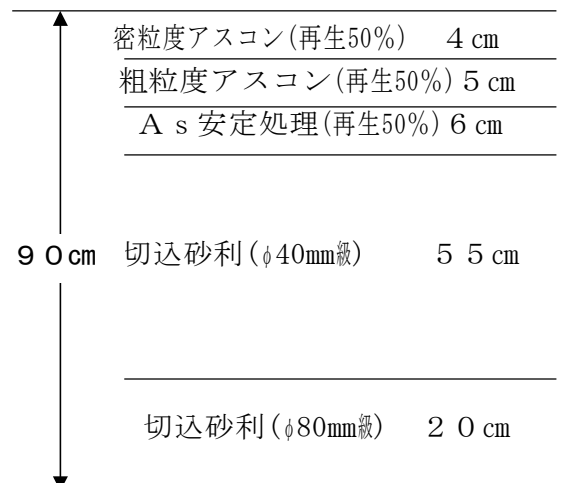 密粒度アスコン(再生50%) 4㎝
粗粒度アスコン(再生50%)5㎝
As安定処理(再生50%)6㎝
90㎝
切込砂利(φ40㎜級) 55㎝
切込砂利(φ80㎜級) 20㎝